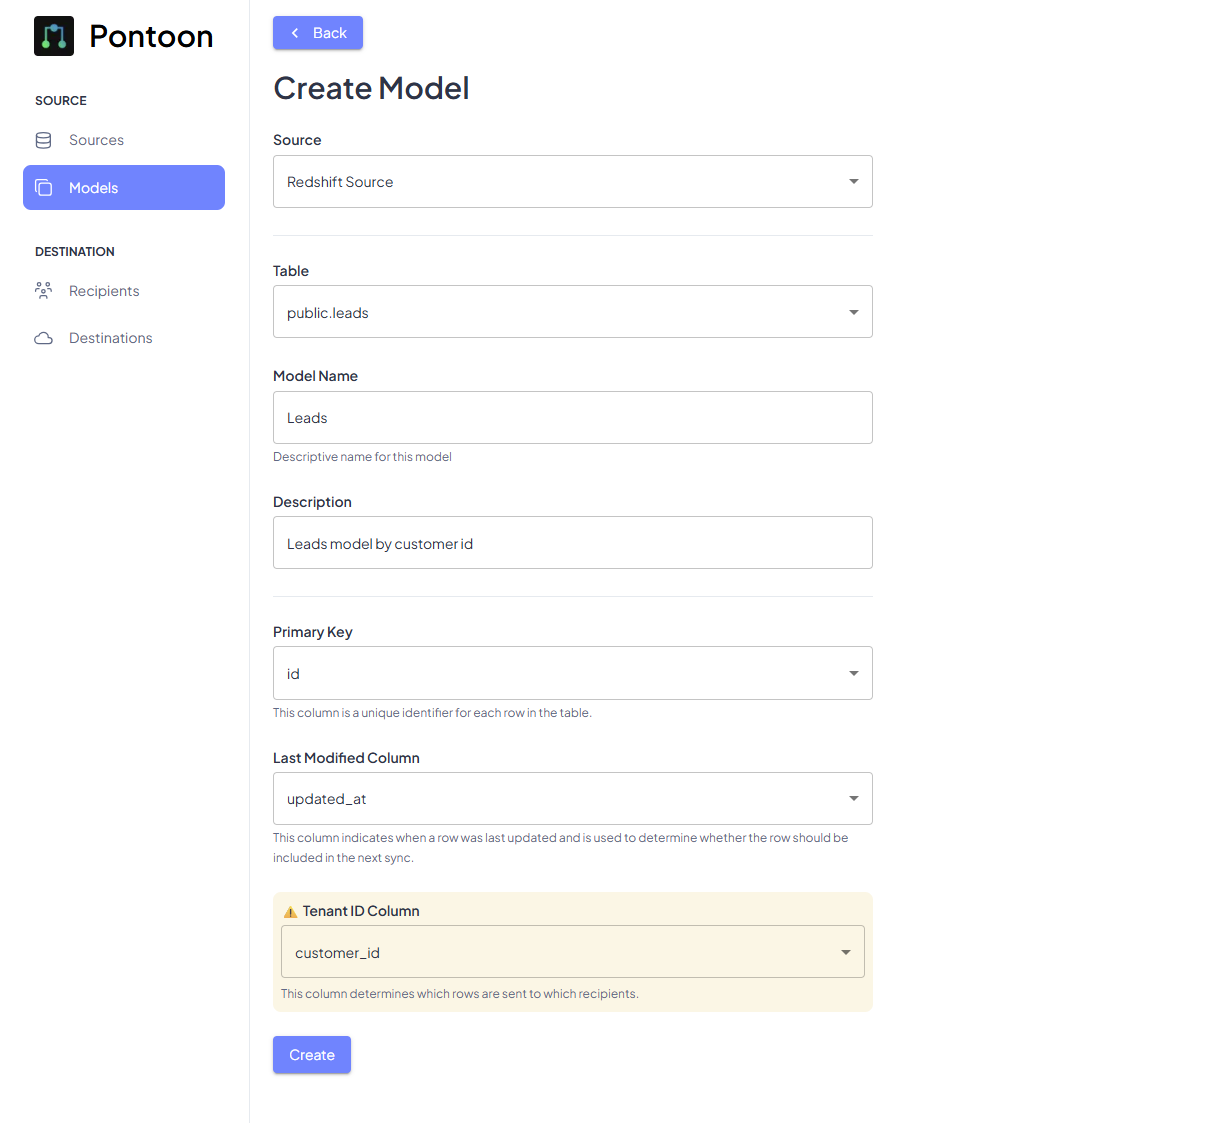 Pontoon
SOURCE
Sources
Models
DESTINATION
Recipients
Destinations
Back
Create Model
Source
Redshift Source
Table
public.leads
Model Name
Leads
Descriptive name for this model
Description
Leads model by customer id
Primary Key
id
This column is a unique identifier for each row in the table.
Last Modified Column
updated_at
This column indicates when a row was last updated and is used to determine whether the row should be
included in the next sync.
Tenant ID Column
customer_id
This column determines which rows are sent to which recipients.
Create